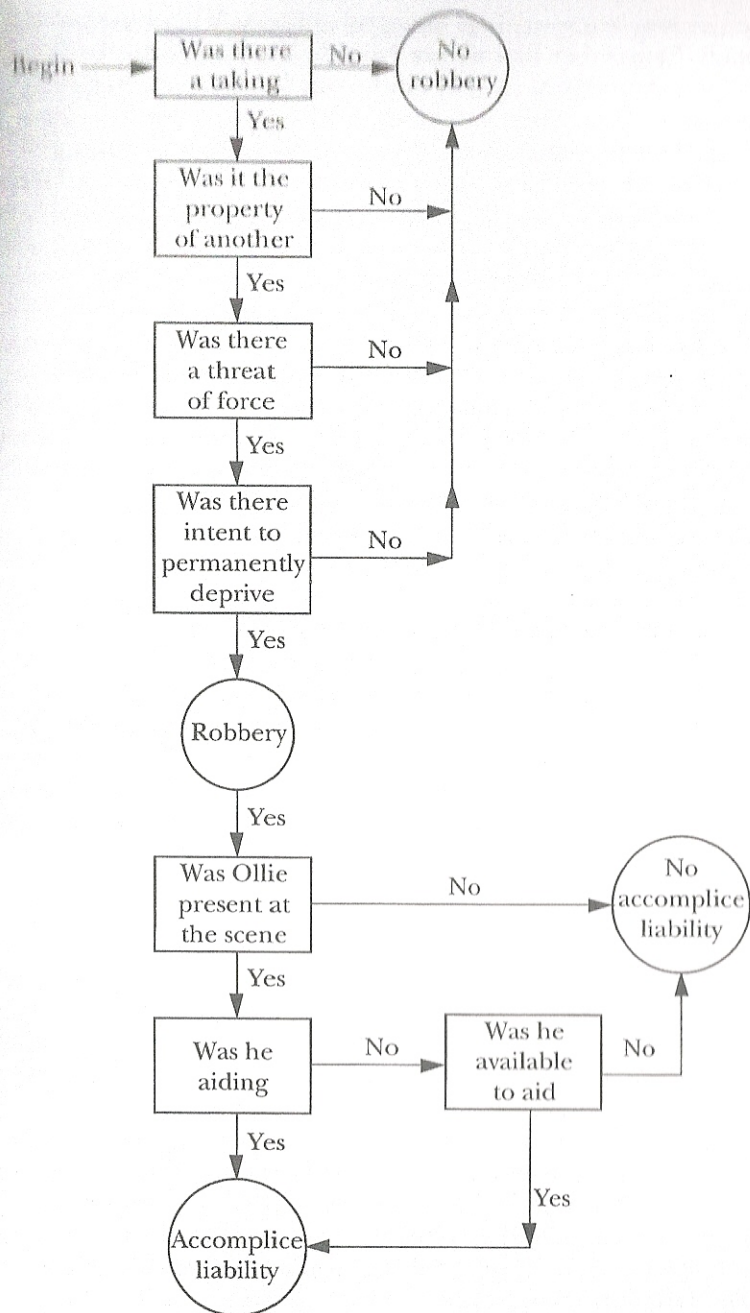 Begin
Was there
a taking
No
No
robbery
Yes
Was it the
property
of another
No
Yes
Was there
a threat
of force
No
Yes
Was there
intent to
permanently
deprive
No
Yes
Robbery
Yes
Was Ollie
present at
the scene
No
No
accomplice
liability
Yes
Was he
aiding
No
Was he
available
to aid
No
Yes
Yes
Accomplice
liability